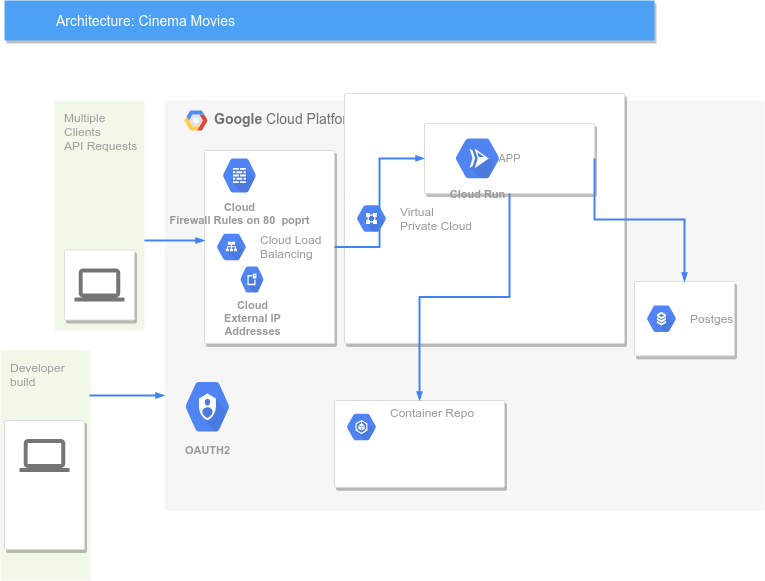 Architecture: Cinema Movies
Multiple
Clients
API Requests
Google Cloud Platfor
APP
Cloud Run
Cloud
Firewall Rules on 80 poprt
Virtual
Private Cloud
Cloud Load
Balancing
Cloud
External IP
Addresses
Postges
Developer
build
OAUTH2
Container Repo